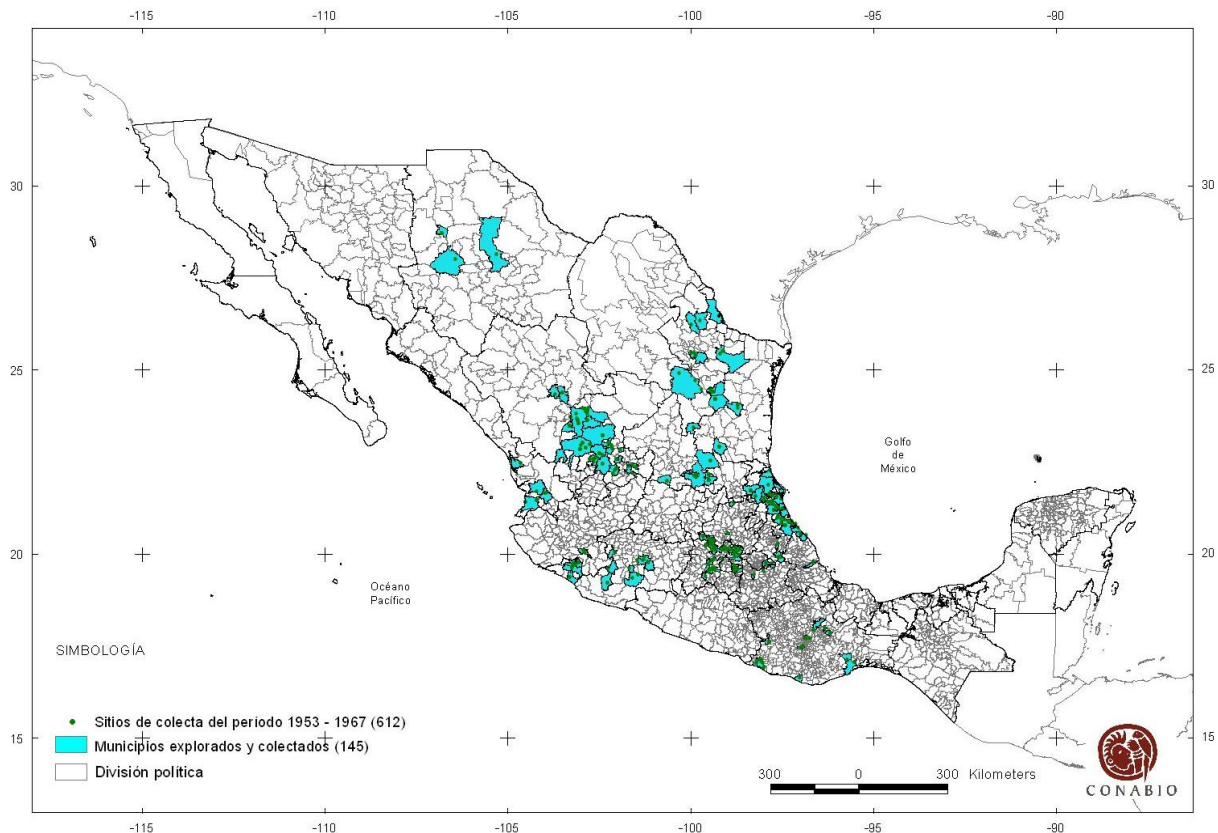 -115 -110 -105 -100 -95 -90
30 30
25 25
Golfo
de
México
20 20
Océano
Pacífico
SIMBOLOGÍA
Sitios de colecta del periodo 1953 - 1967 (612)
Municipios explorados y colectados (145)
División política
15 15
300 0 300 Kilometers
CONABIO
-115 -110 -105 -100 -95 -90